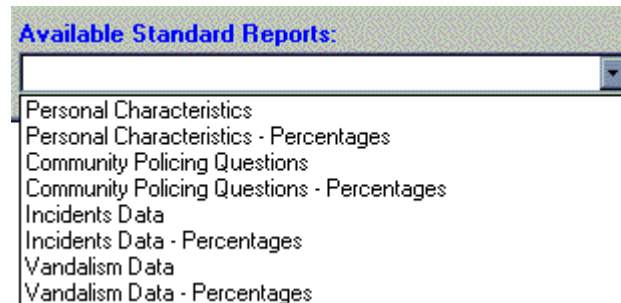 Available Standard Reports:
Personal Characteristics
Personal Characteristics - Percentages
Community Policing Questions
Community Policing Questions - Percentages
Incidents Data
Incidents Data - Percentages
Vandalism Data
Vandalism Data - Percentages